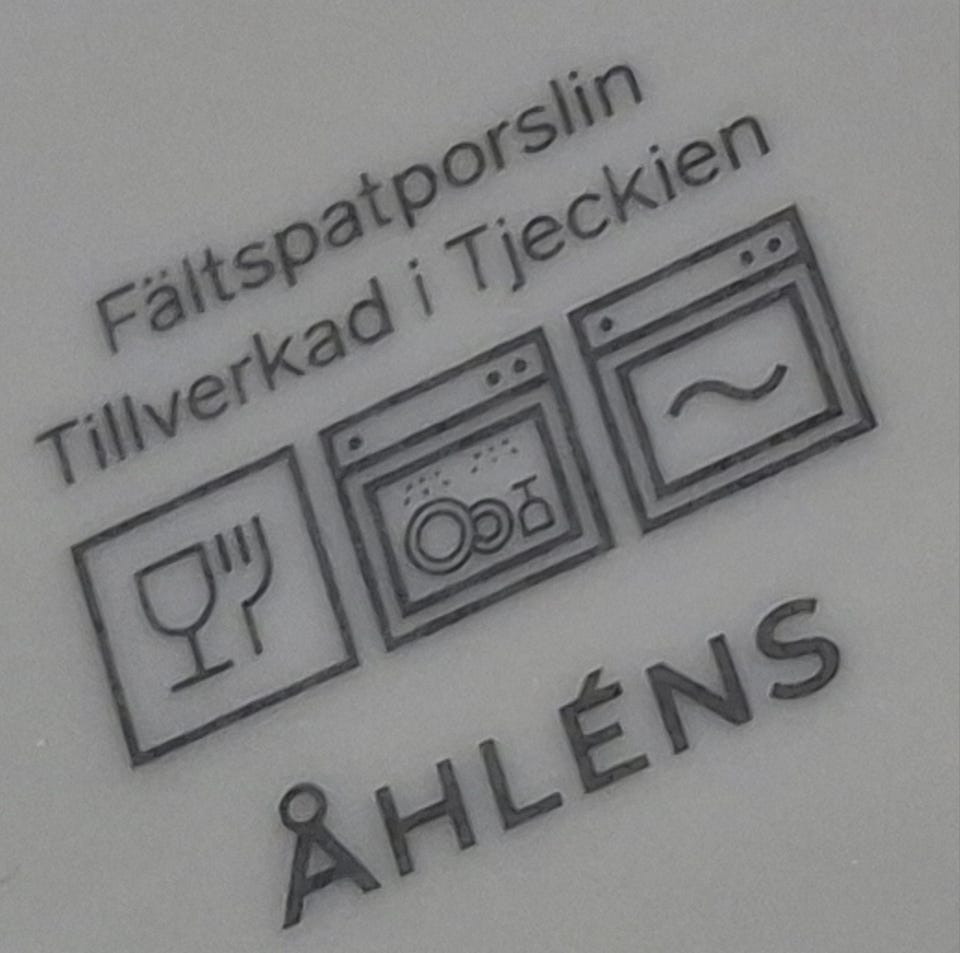 Fältspatporslin
Tillverkad i Tjeckien
ÅHLÉNS